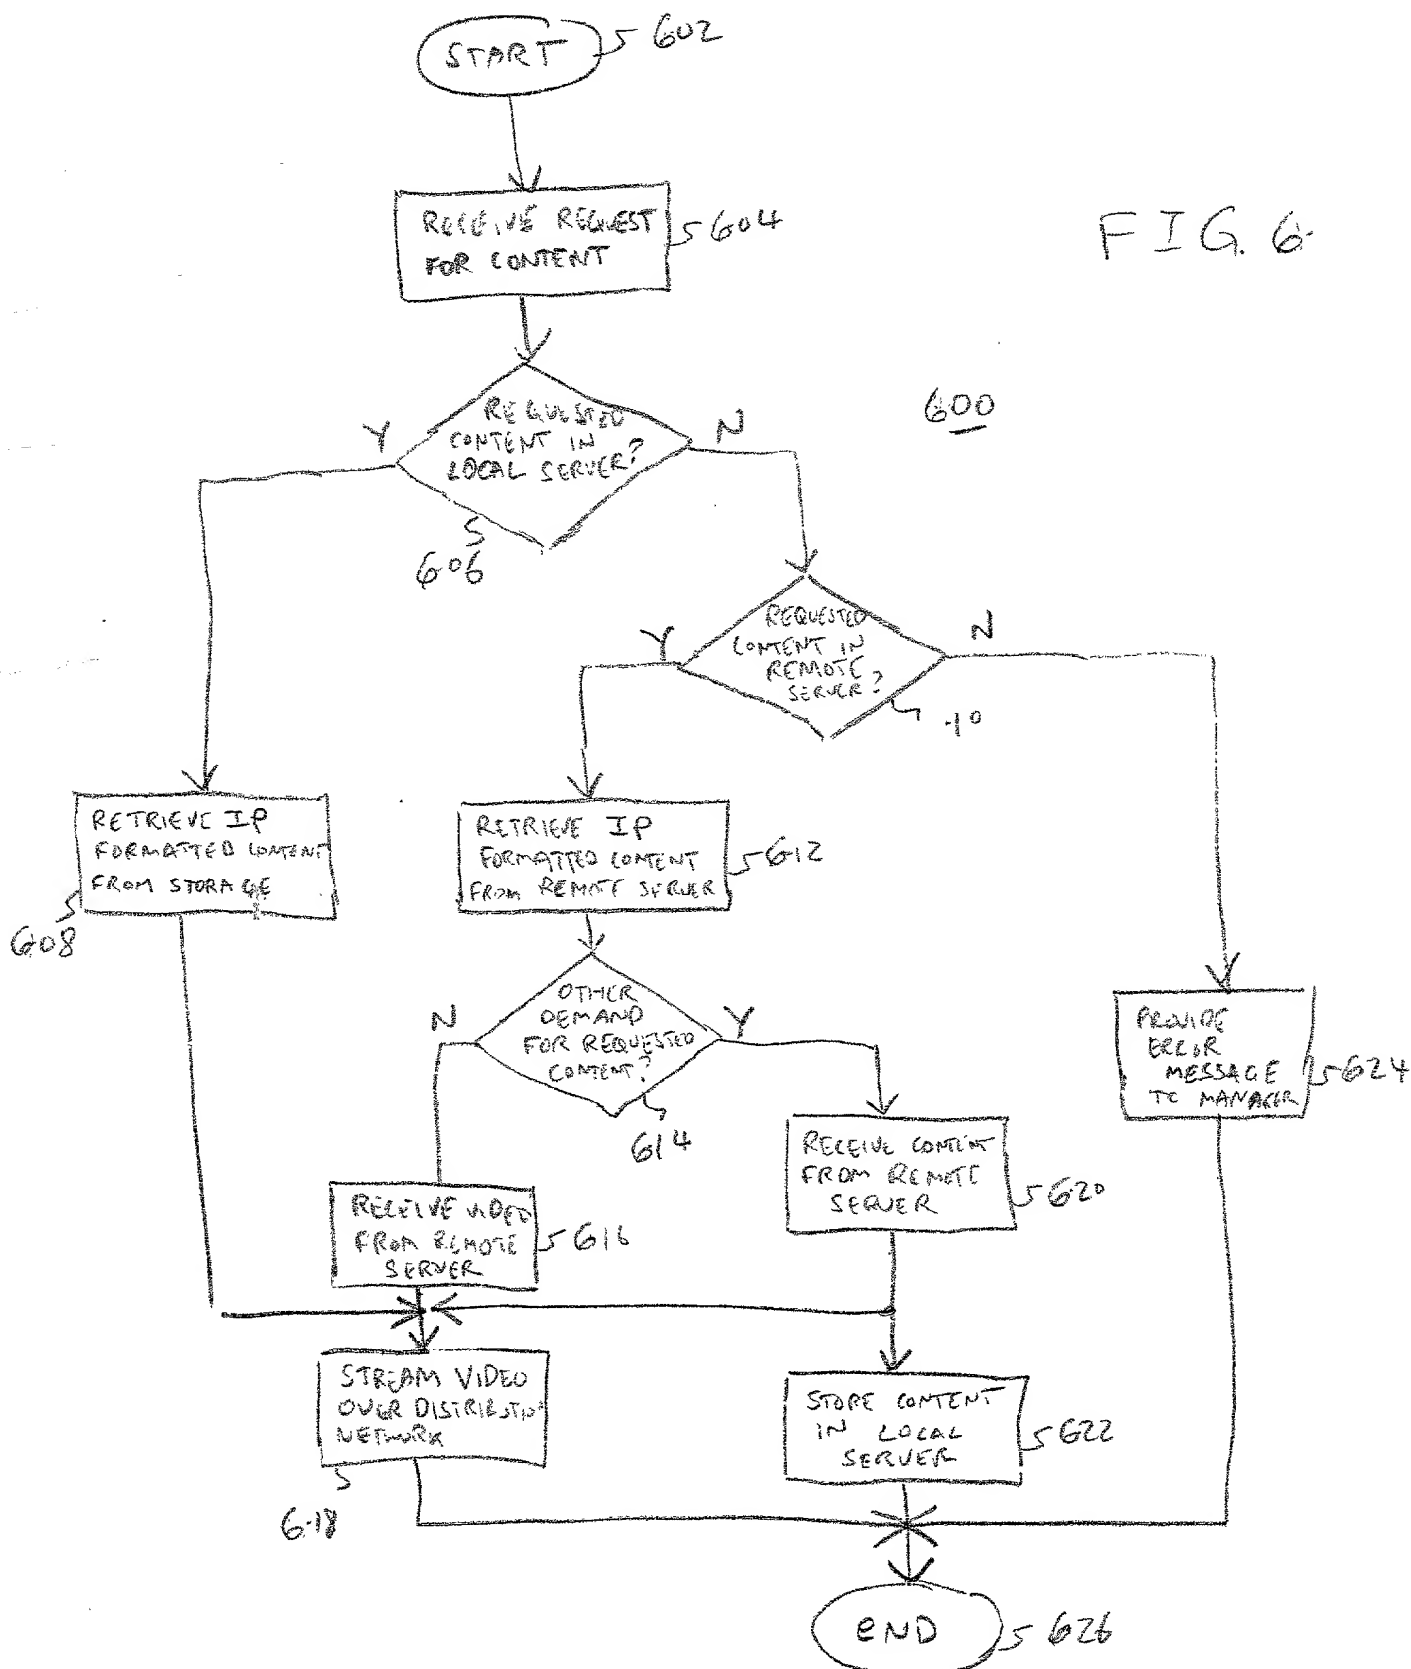 START
602
RECEIVE REQUEST
FOR CONTENT
604
FIG. 6
600
REQUESTED
CONTENT IN
LOCAL SERVER?
Y
N
606
REQUESTED
CONTENT IN
REMOTE
SERVER?
Y
N
10
RETRIEVE IP
FORMATTED CONTENT
FROM STORAGE
608
RETRIEVE IP
FORMATTED CONTENT
FROM REMOTE SERVER
612
OTHER
DEMAND
FOR REQUESTED
CONTENT?
N
Y
614
PROVIDE
ERROR
MESSAGE
TO MANAGER
624
RECEIVE CONTENT
FROM REMOTE
SERVER
620
RECEIVE VIDEO
FROM REMOTE
SERVER
616
STREAM VIDEO
OVER DISTRIBUTION
NETWORK
618
STORE CONTENT
IN LOCAL
SERVER
622
END
626